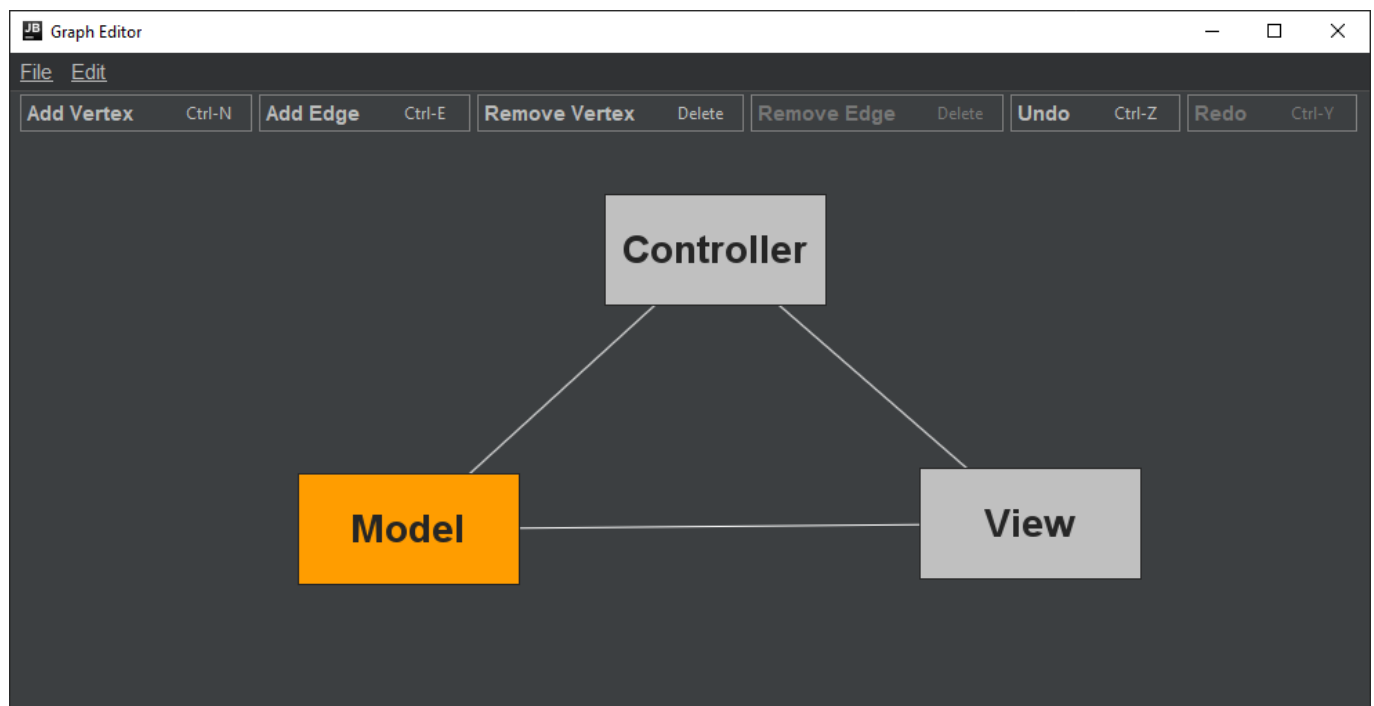 JB Graph Editor
File Edit
Add Vertex Ctrl-N Add Edge Ctrl-E Remove Vertex Delete Remove Edge Delete Undo Ctrl-Z Redo Ctrl-Y
Controller
Model
View